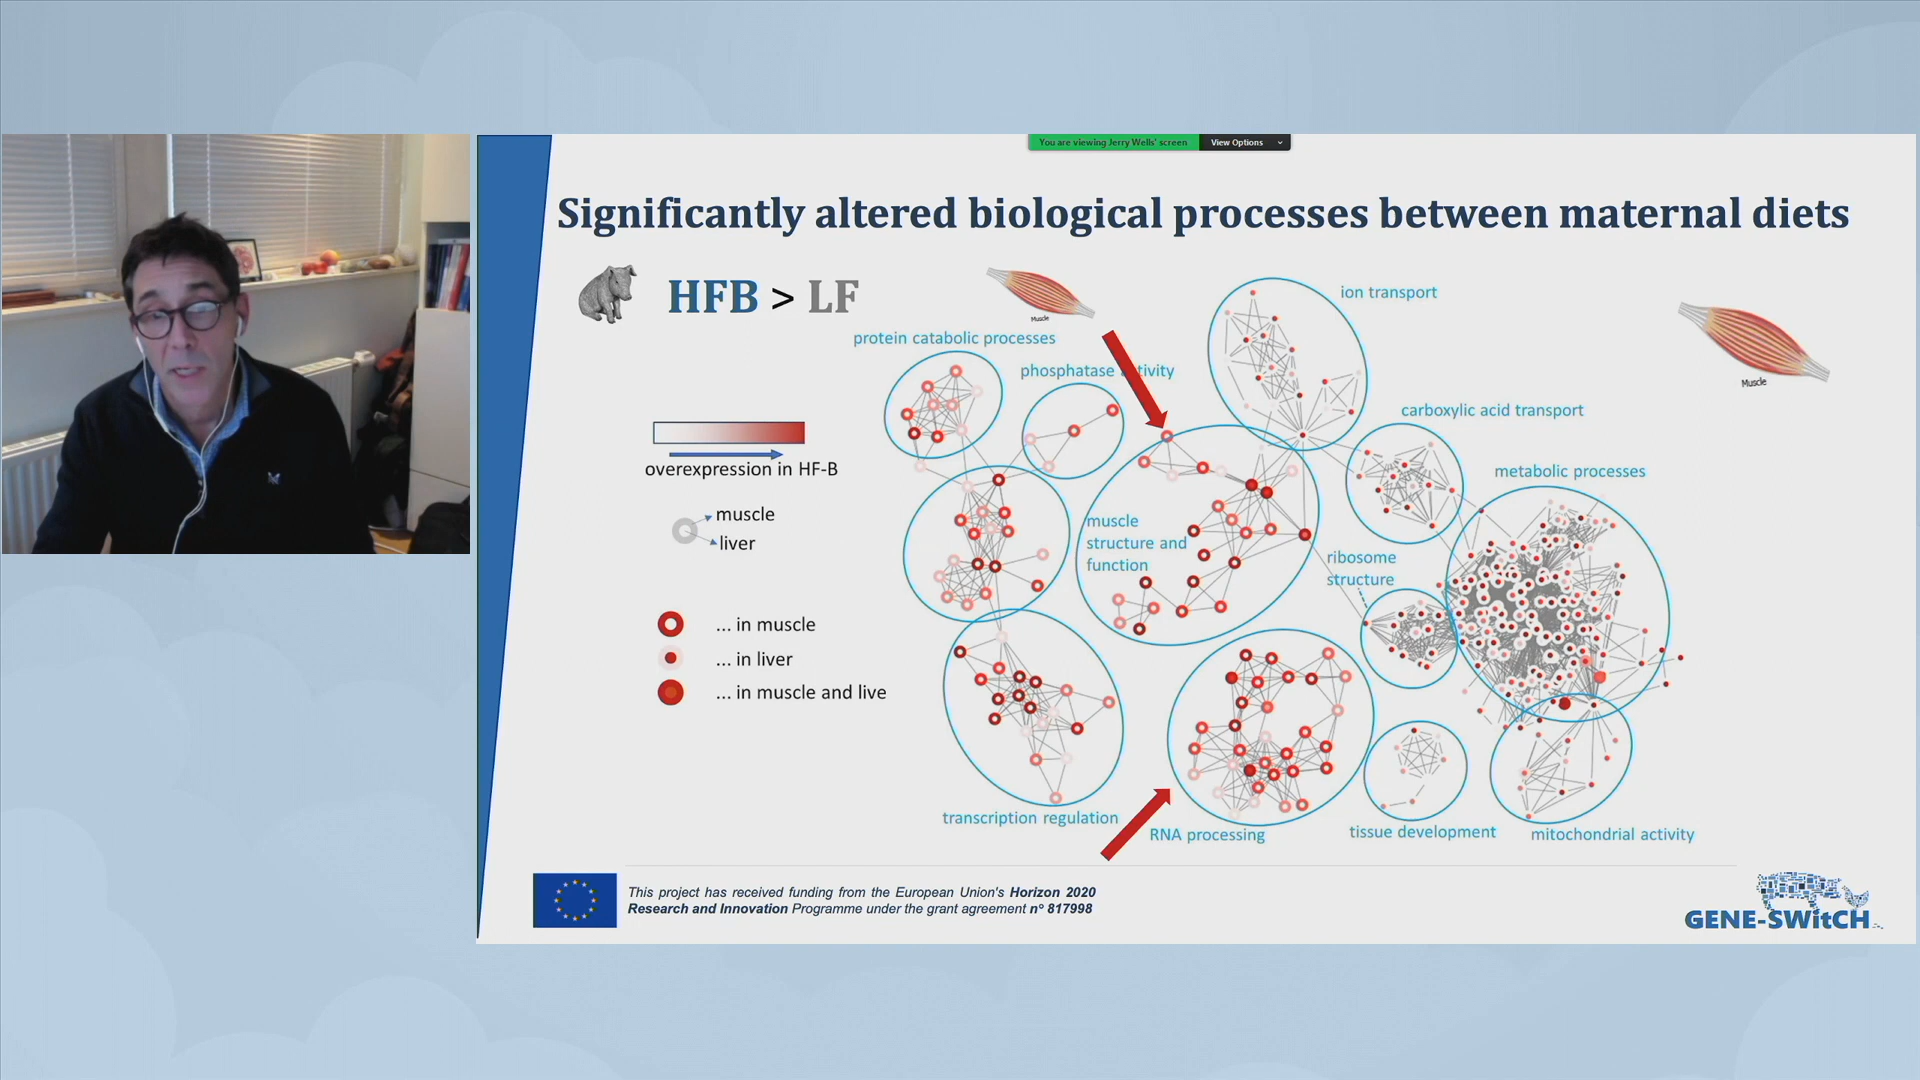 You are viewing Jerry Wells' screen View Options
Significantly altered biological processes between maternal diets
HFB > LF
Muscle
ion transport
Muscle
protein catabolic processes
phosphatase tivity
carboxylic acid transport
overexpression in HF-B
metabolic processes
muscle
liver
muscle
structure and
function
ribosome
structure
... in muscle
... in liver
... in muscle and live
transcription regulation
RNA processing
tissue development
mitochondrial activity
This project has received funding from the European Union's Horizon 2020
Research and Innovation Programme under the grant agreement nº 817998
GENE-SWitCH